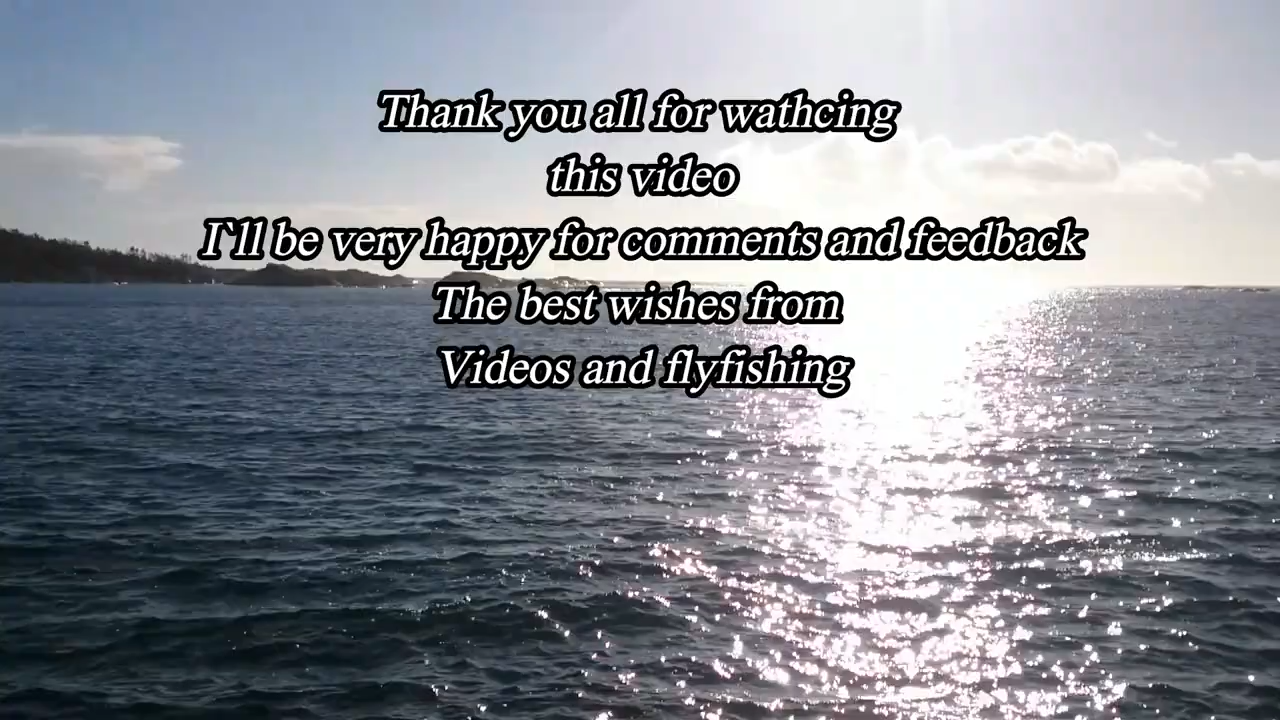 Thank you all for wathcing
this video
I`ll be very happy for comments and feedback
The best wishes from
Videos and flyfishing